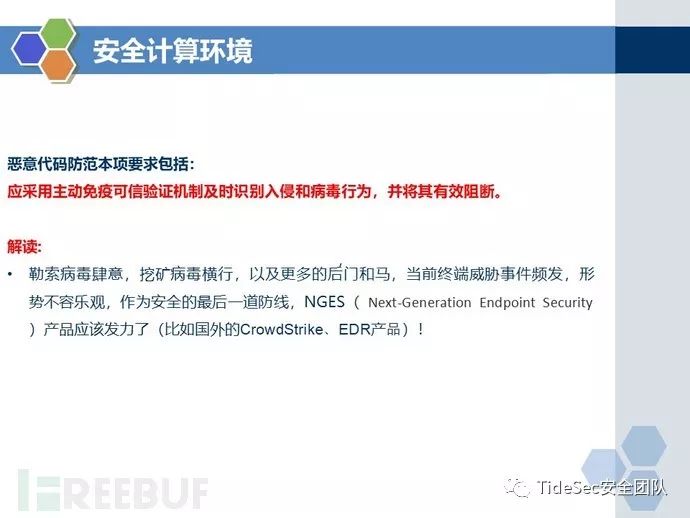 安全计算环境
恶意代码防范本项要求包括：
应采用主动免疫可信验证机制及时识别入侵和病毒行为，并将其有效阻断。
解读:
• 勒索病毒肆意，挖矿病毒横行，以及更多的后门和马，当前终端威胁事件频发，形
势不容乐观，作为安全的最后一道防线，NGES（ Next-Generation Endpoint Security
）产品应该发力了（比如国外的CrowdStrike、EDR产品）！
FREEBUF
TideSec安全团队